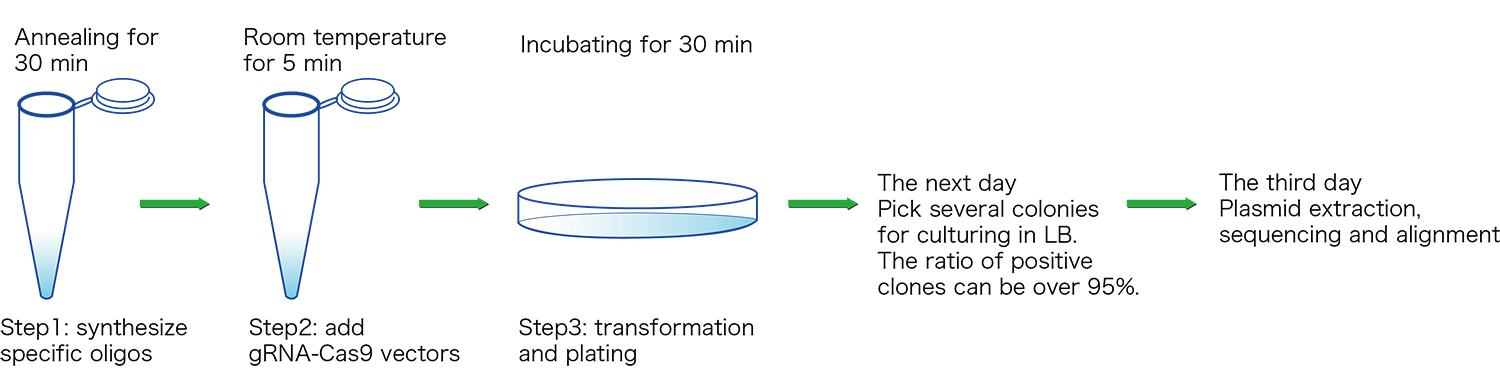 Annealing for
30 min
Room temperature
for 5 min
Incubating for 30 min
Step1: synthesize
specific oligos
Step2: add
gRNA-Cas9 vectors
Step3: transformation
and plating
The next day
Pick several colonies
for culturing in LB.
The ratio of positive
clones can be over 95%.
The third day
Plasmid extraction,
sequencing and alignment